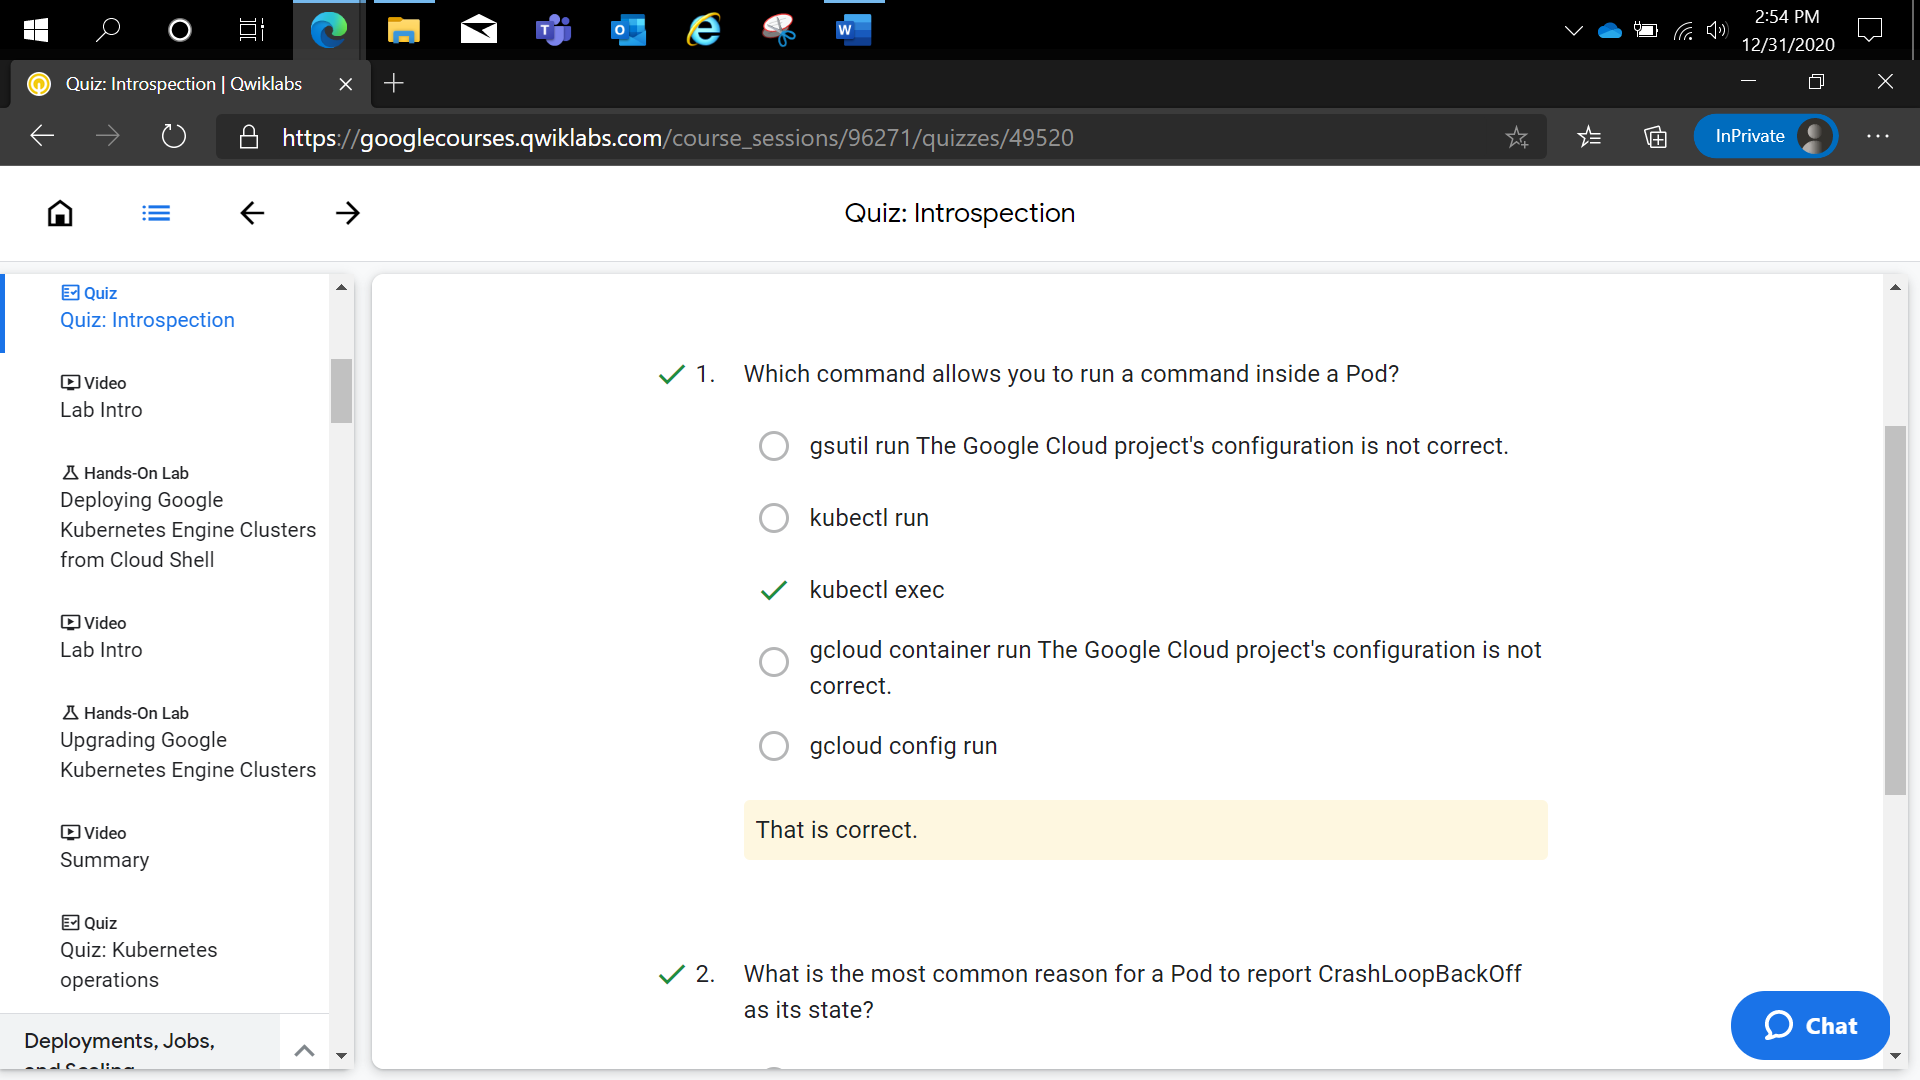 2:54 PM
12/31/2020
Quiz: Introspection | Qwiklabs
https://googlecourses.qwiklabs.com/course_sessions/96271/quizzes/49520
InPrivate
Quiz: Introspection
Quiz
Quiz: Introspection
Video
Lab Intro
Hands-On Lab
Deploying Google
Kubernetes Engine Clusters
from Cloud Shell
Video
Lab Intro
Hands-On Lab
Upgrading Google
Kubernetes Engine Clusters
Video
Summary
Quiz
Quiz: Kubernetes
operations
Deployments, Jobs,
and Scaling
1. Which command allows you to run a command inside a Pod?
gsutil run The Google Cloud project's configuration is not correct.
kubectl run
kubectl exec
gcloud container run The Google Cloud project's configuration is not
correct.
gcloud config run
That is correct.
2. What is the most common reason for a Pod to report CrashLoopBackOff
as its state?
Chat